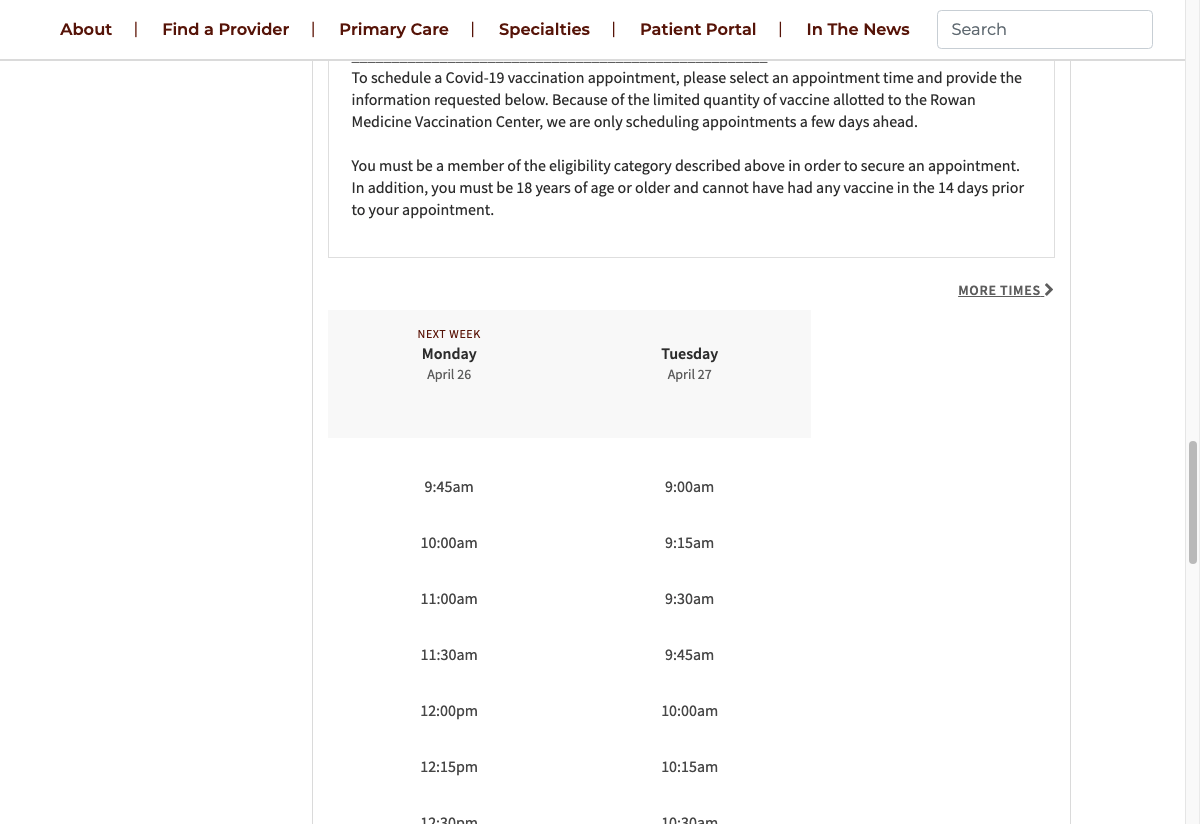 About | Find a Provider | Primary Care | Specialties | Patient Portal | In The News Search
To schedule a Covid-19 vaccination appointment, please select an appointment time and provide the
information requested below. Because of the limited quantity of vaccine allotted to the Rowan
Medicine Vaccination Center, we are only scheduling appointments a few days ahead.
You must be a member of the eligibility category described above in order to secure an appointment.
In addition, you must be 18 years of age or older and cannot have had any vaccine in the 14 days prior
to your appointment.
MORE TIMES
NEXT WEEK
Monday Tuesday
April 26 April 27
9:45am 9:00am
10:00am 9:15am
11:00am 9:30am
11:30am 9:45am
12:00pm 10:00am
12:15pm 10:15am
12:30pm 10:30am